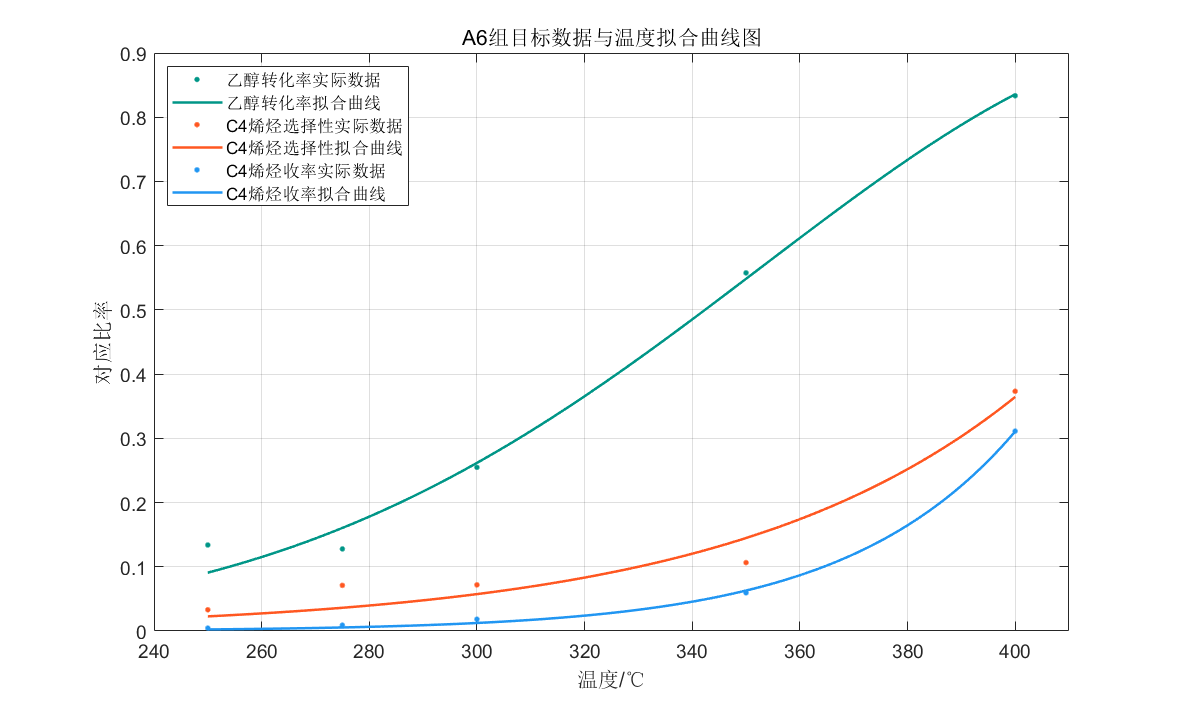 A6组目标数据与温度拟合曲线图
0.9
0.8
0.7
0.6
0.5
0.4
0.3
0.2
0.1
0
乙醇转化率实际数据
乙醇转化率拟合曲线
C4烯烃选择性实际数据
C4烯烃选择性拟合曲线
C4烯烃收率实际数据
C4烯烃收率拟合曲线
对应比率
240 260 280 300 320 340 360 380 400
温度/℃